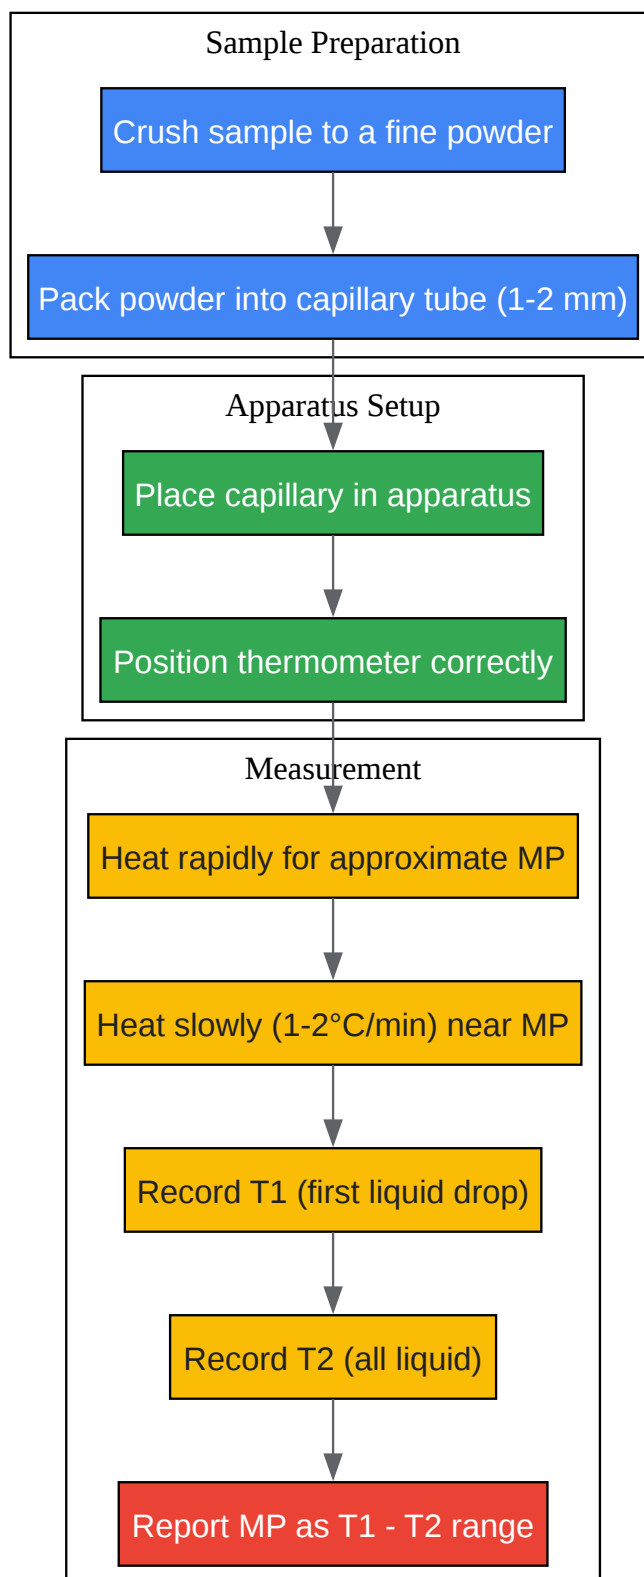 Sample Preparation
Crush sample to a fine powder
Pack powder into capillary tube (1-2 mm)
Apparatus Setup
Place capillary in apparatus
Position thermometer correctly
Measurement
Heat rapidly for approximate MP
Heat slowly (1-2°C/min) near MP
Record T1 (first liquid drop)
Record T2 (all liquid)
Report MP as T1 - T2 range